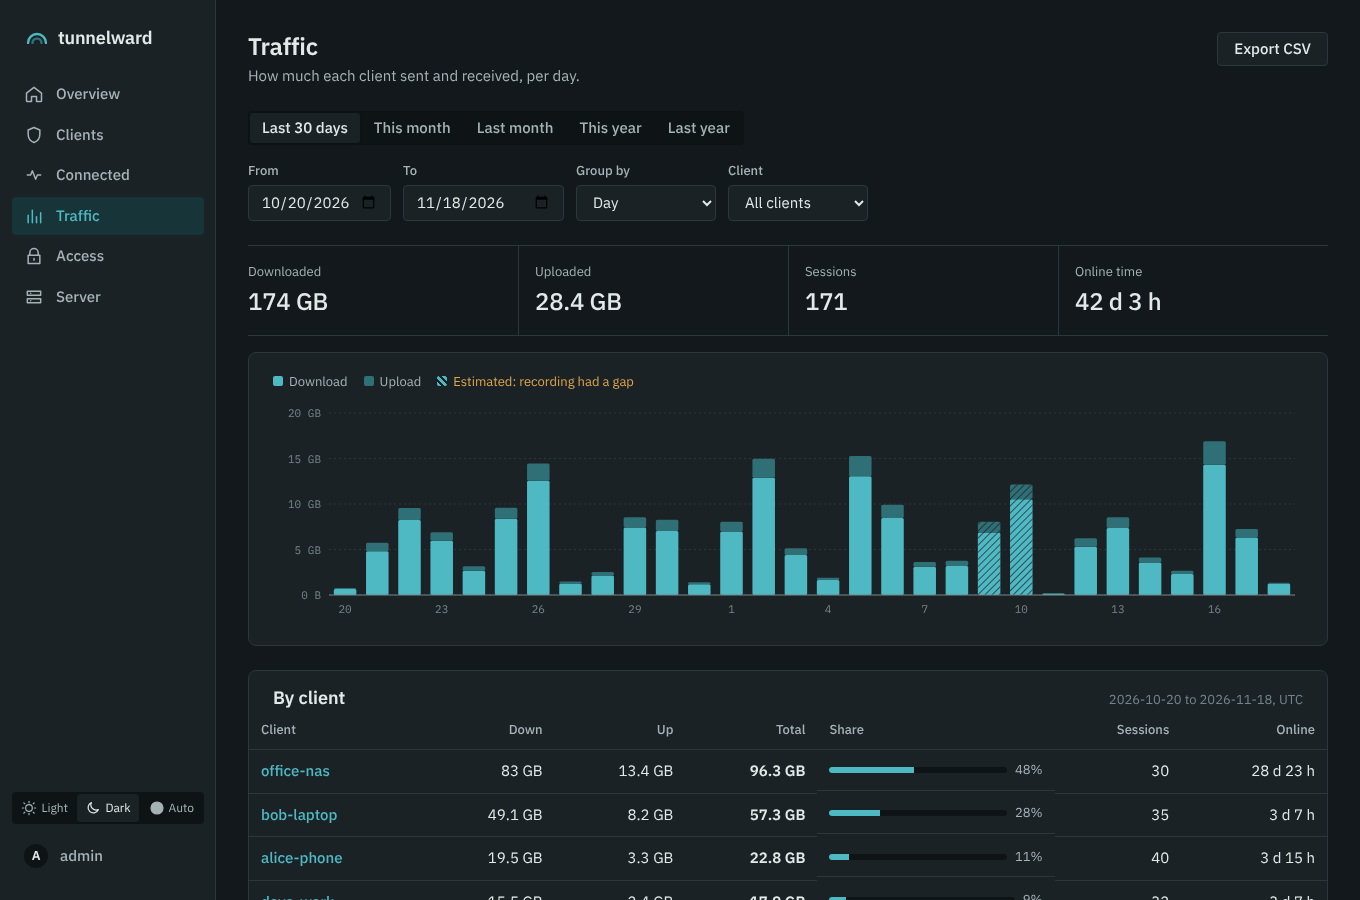 tunnelward
Overview
Clients
Connected
Traffic
Access
Server
Light Dark Auto
A admin
Traffic
How much each client sent and received, per day.
Export CSV
Last 30 days This month Last month This year Last year
From To Group by Client
10/20/2026 11/18/2026 Day All clients
Downloaded Uploaded Sessions Online time
174 GB 28.4 GB 171 42 d 3 h
Download Upload Estimated: recording had a gap
20 GB
15 GB
10 GB
5 GB
0 B
20 23 26 29 1 4 7 10 13 16
By client 2026-10-20 to 2026-11-18, UTC
Client Down Up Total Share Sessions Online
office-nas 83 GB 13.4 GB 96.3 GB 48% 30 28 d 23 h
bob-laptop 49.1 GB 8.2 GB 57.3 GB 28% 35 3 d 7 h
alice-phone 19.5 GB 3.3 GB 22.8 GB 11% 40 3 d 15 h